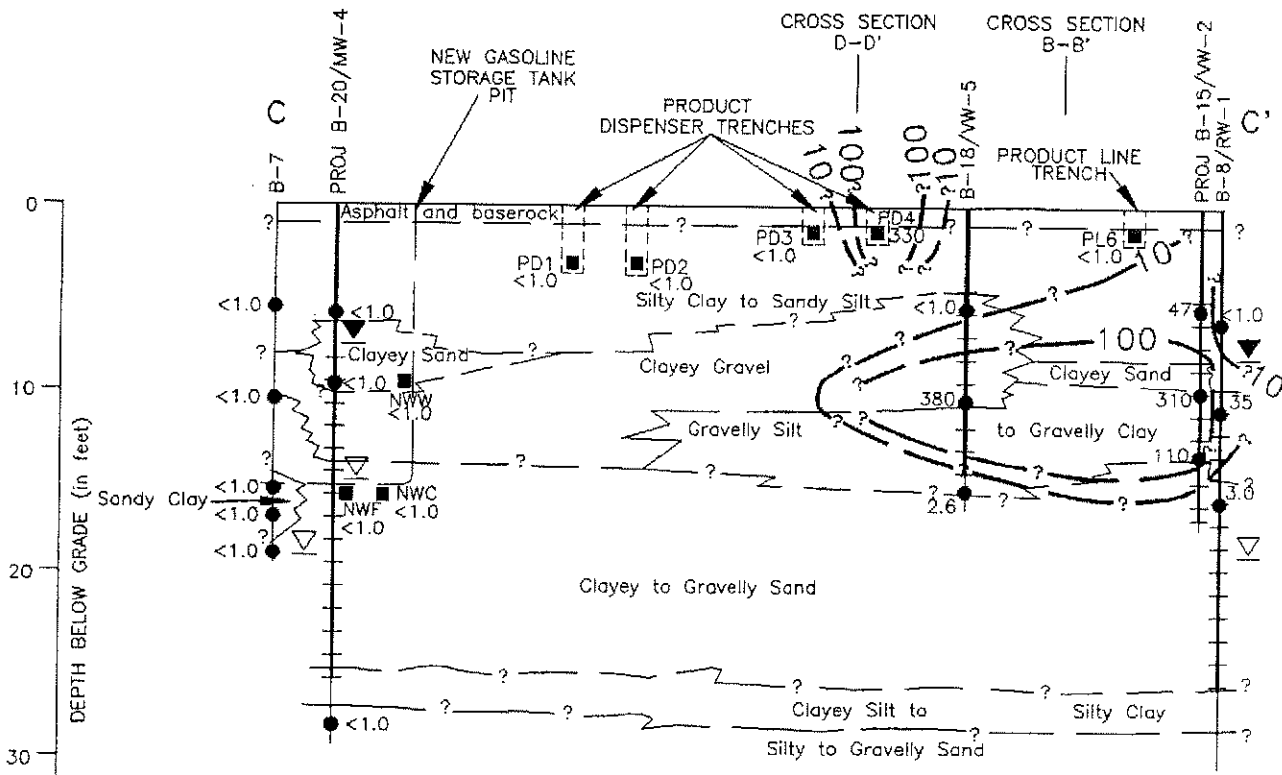 CROSS SECTION
D-D'
CROSS SECTION
B-B'
NEW GASOLINE
STORAGE TANK
PIT
PRODUCT
DISPENSER TRENCHES
PRODUCT LINE
TRENCH
C
C'
B-7
PROJ B-20/MW-4
B-18/VW-5
PROJ B-15/VW-2
B-8/RW-1
10
100
100
10
0
10
20
30
DEPTH BELOW GRADE (in feet)
Asphalt and baserock
PD1
<1.0
PD2
<1.0
PD3
<1.0
PD4
330
PL6
<1.0
10
Silty Clay to Sandy Silt
<1.0
<1.0
<1.0
47
<1.0
Clayey Sand
Clayey Gravel
100
Clayey Sand
10
<1.0
<1.0
NWW
<1.0
380
310
35
Gravelly Silt
to Gravelly Clay
110
<1.0
Sandy Clay
<1.0
<1.0
NWF
<1.0
NWC
<1.0
2.6
3.0
Clayey to Gravelly Sand
Clayey Silt to
Silty Clay
<1.0
Silty to Gravelly Sand